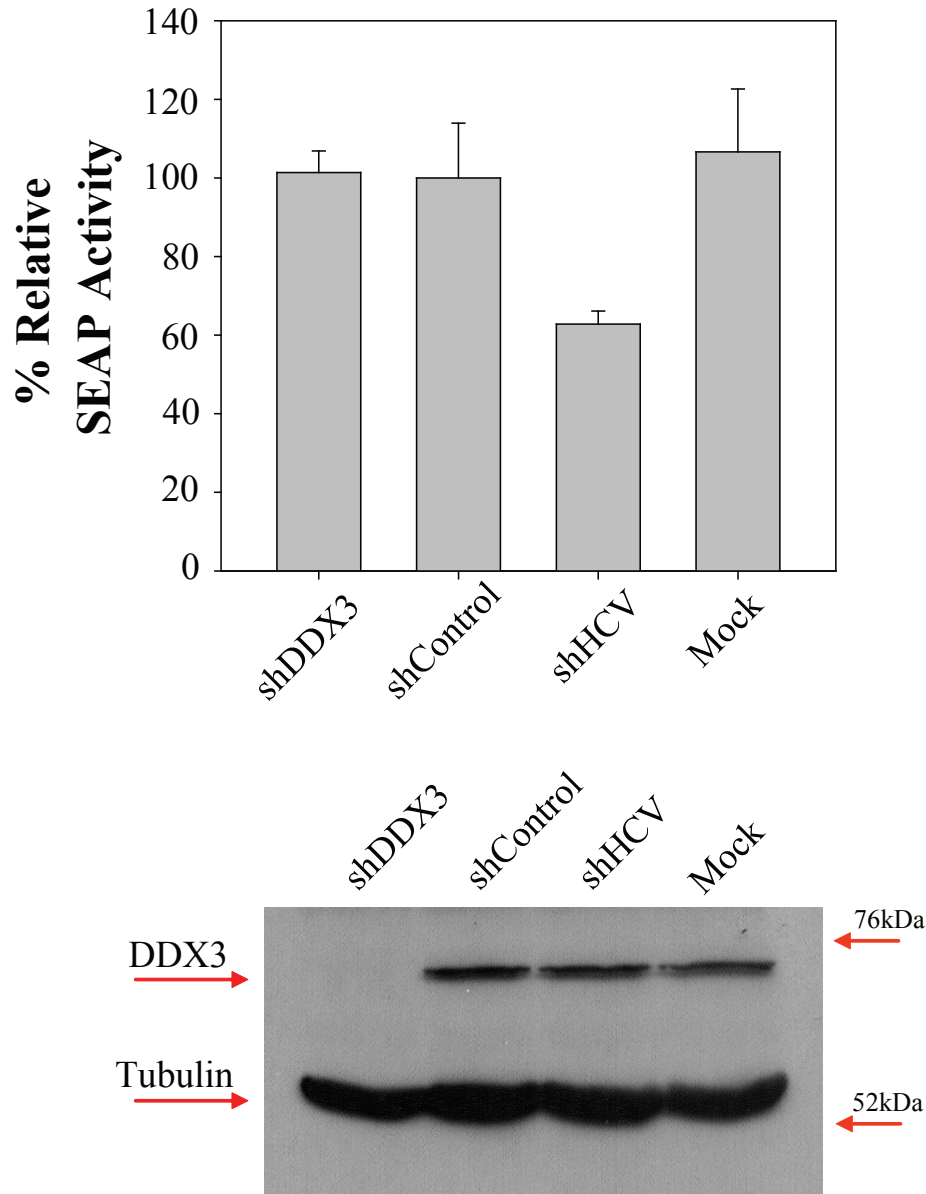 % Relative
SEAP Activity
140
120
100
80
60
40
20
0
shDDX3
shControl
shHCV
Mock
shDDX3
shControl
shHCV
Mock
DDX3
76kDa
Tubulin
52kDa